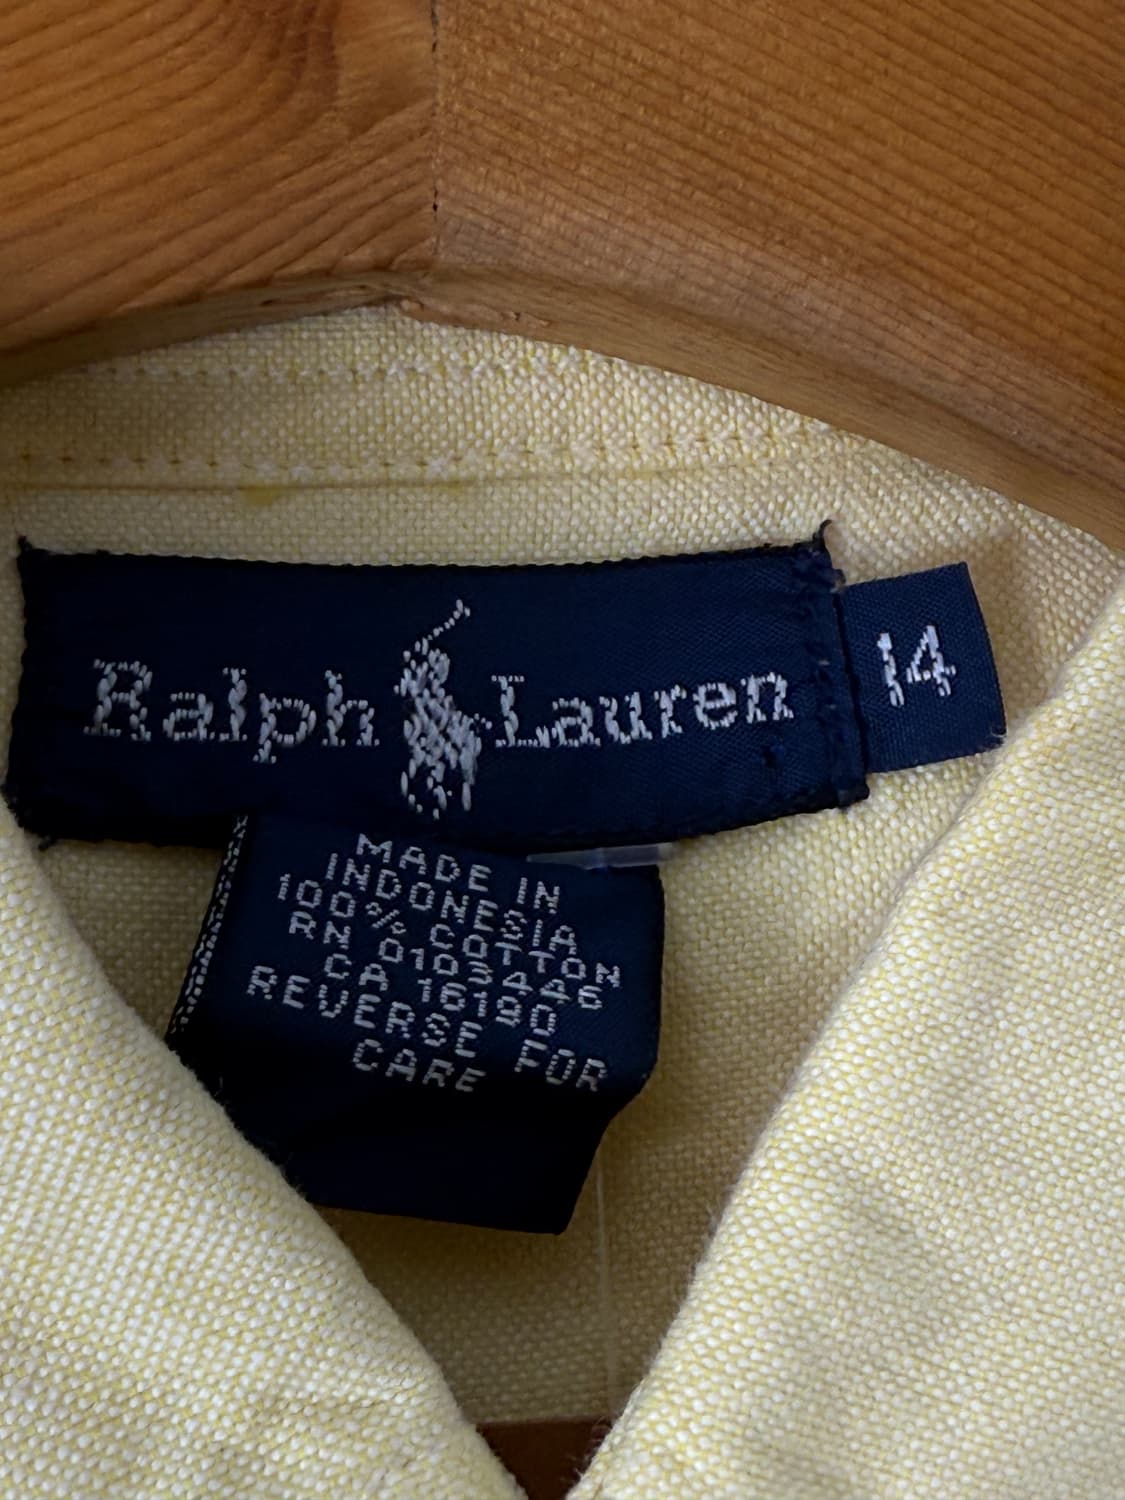 Ralph Lauren
14
MADE IN
INDONESIA
100% COTTON
RN 0103446
CA 16190
REVERSE FOR
CARE